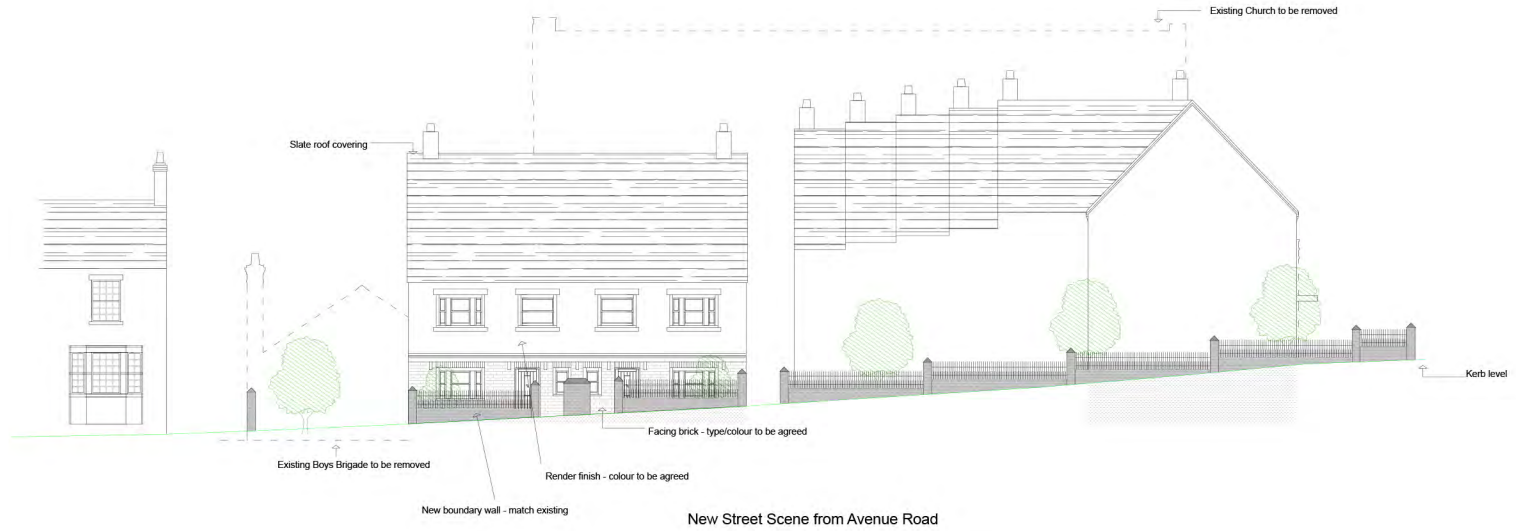 Existing Church to be removed
Slate roof covering
Kerb level
Facing brick - type/colour to be agreed
Existing Boys Brigade to be removed
Render finish - colour to be agreed
New boundary wall - match existing
New Street Scene from Avenue Road